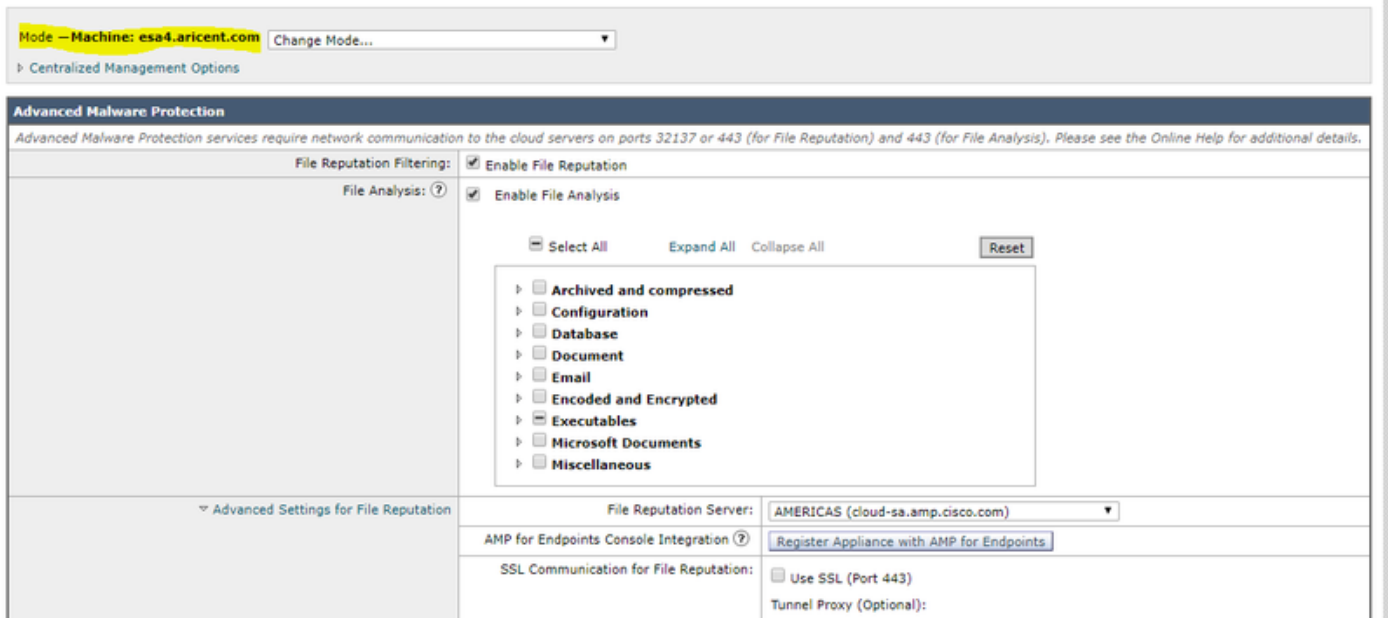 Mode —Machine: esa4.aricent.com Change Mode...
Centralized Management Options
Advanced Malware Protection
Advanced Malware Protection services require network communication to the cloud servers on ports 32137 or 443 (for File Reputation) and 443 (for File Analysis). Please see the Online Help for additional details.
File Reputation Filtering: Enable File Reputation
File Analysis: ? Enable File Analysis
Select All Expand All Collapse All Reset
Archived and compressed
Configuration
Database
Document
Email
Encoded and Encrypted
Executables
Microsoft Documents
Miscellaneous
Advanced Settings for File Reputation File Reputation Server: AMERICAS (cloud-sa.amp.cisco.com)
AMP for Endpoints Console Integration ? Register Appliance with AMP for Endpoints
SSL Communication for File Reputation: Use SSL (Port 443)
Tunnel Proxy (Optional):